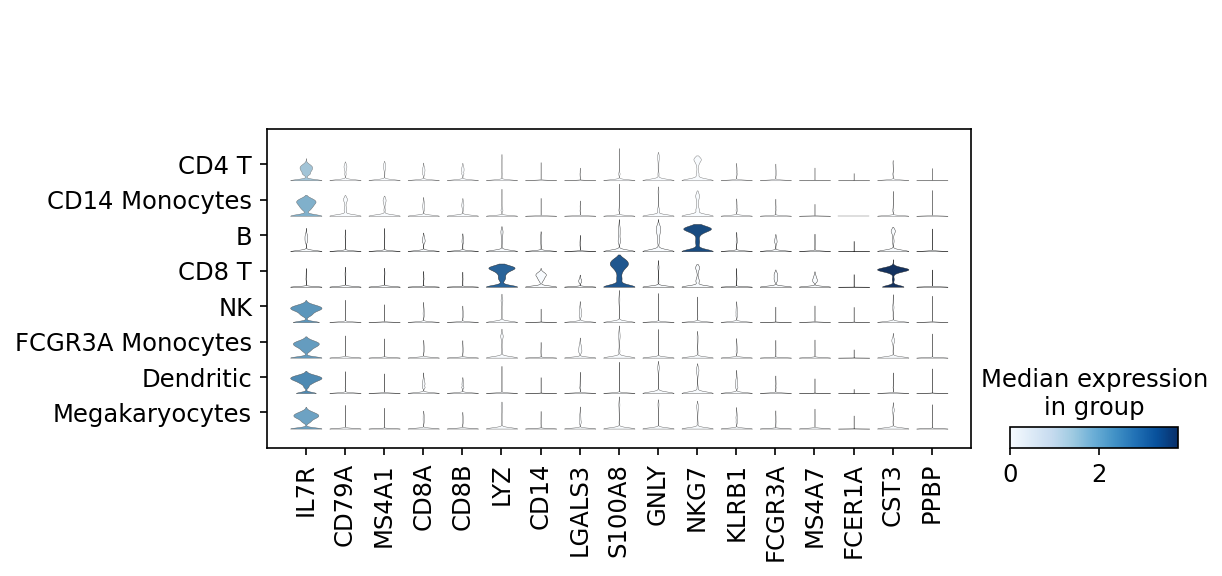 CD4 T
CD14 Monocytes
B
CD8 T
NK
FCGR3A Monocytes
Dendritic
Megakaryocytes
Median expression
in group
0 2
IL7R
CD79A
MS4A1
CD8A
CD8B
LYZ
CD14
LGALS3
S100A8
GNLY
NKG7
KLRB1
FCGR3A
MS4A7
FCER1A
CST3
PPBP